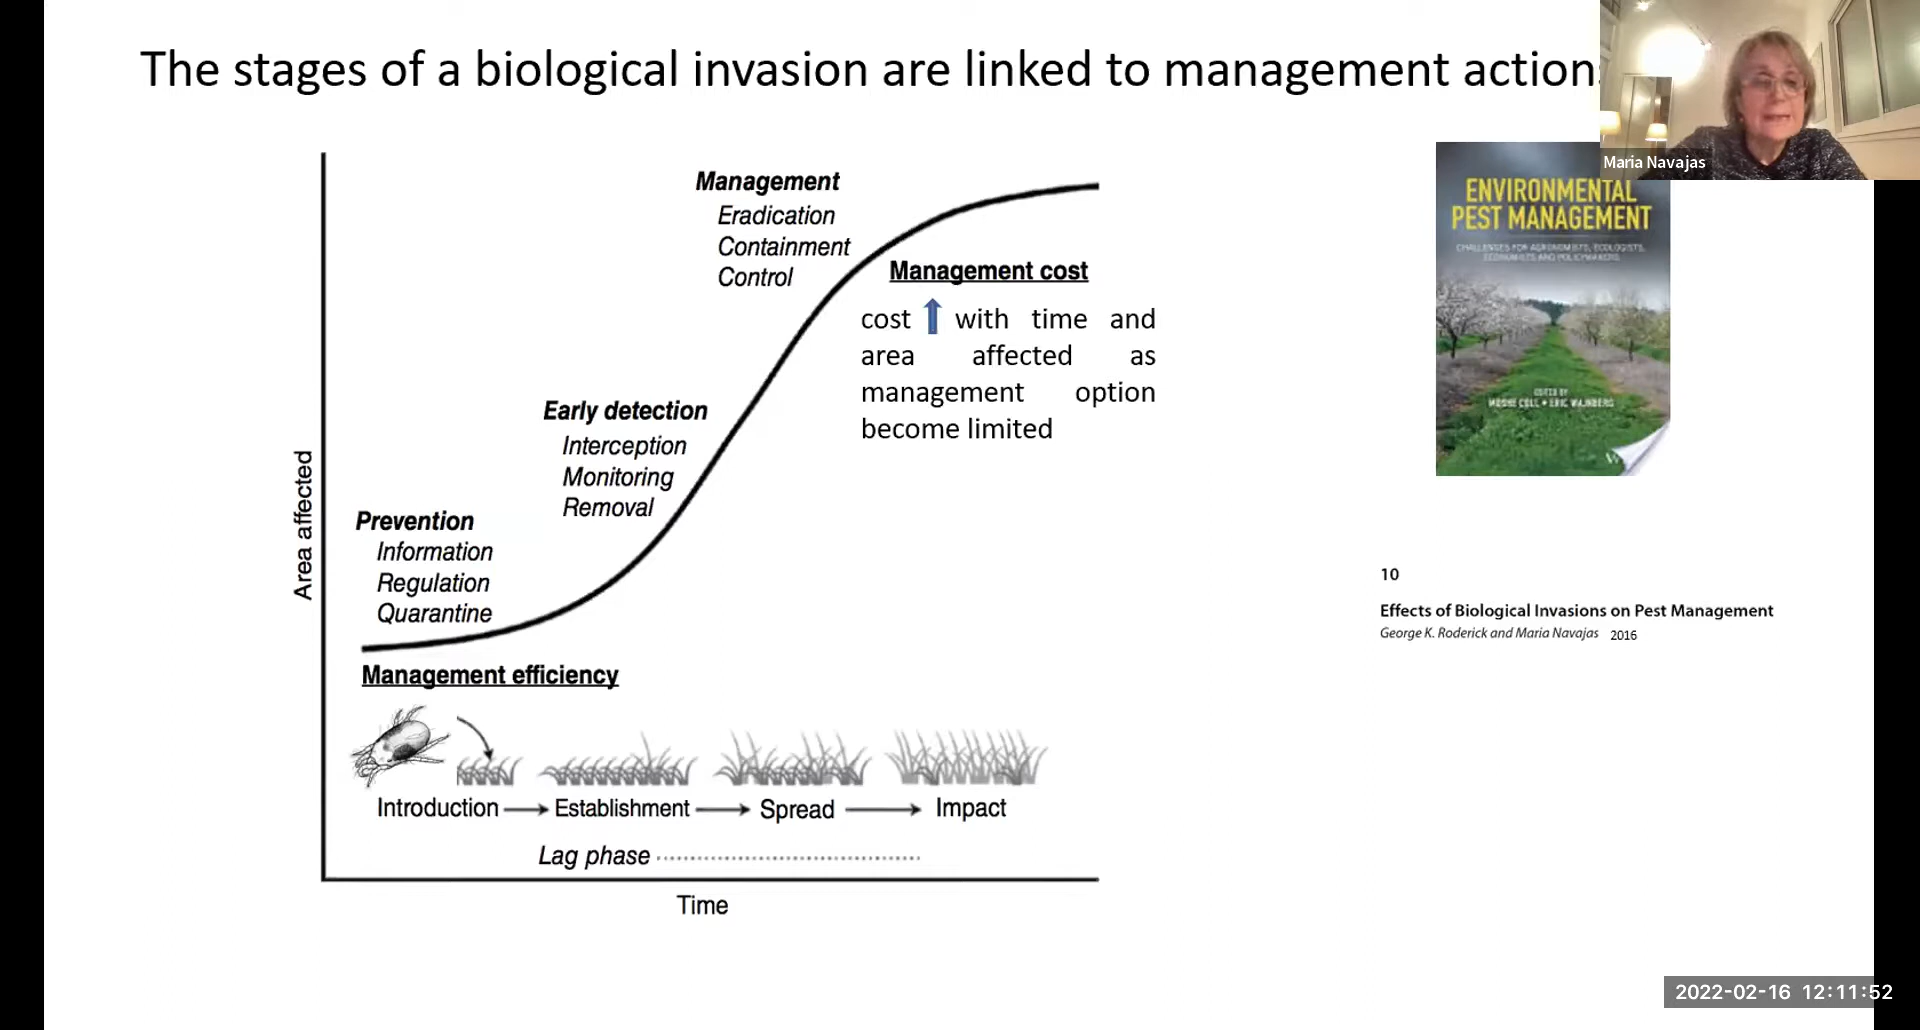 The stages of a biological invasion are linked to management action
Maria Navajas
ENVIRONMENTAL
PEST MANAGEMENT
CHALLENGES FOR AGRONOMISTS, ECOLOGISTS,
ECONOMISTS AND POLICYMAKERS
EDITED BY
MOSHE COLL • ERIC WAJNBERG
Management
Eradication
Containment
Control
Management cost
cost with time and
area affected as
management option
become limited
Early detection
Interception
Monitoring
Removal
Prevention
Information
Regulation
Quarantine
Area affected
Management efficiency
Introduction Establishment Spread Impact
Lag phase
Time
10
Effects of Biological Invasions on Pest Management
George K. Roderick and Maria Navajas 2016
2022-02-16 12:11:52